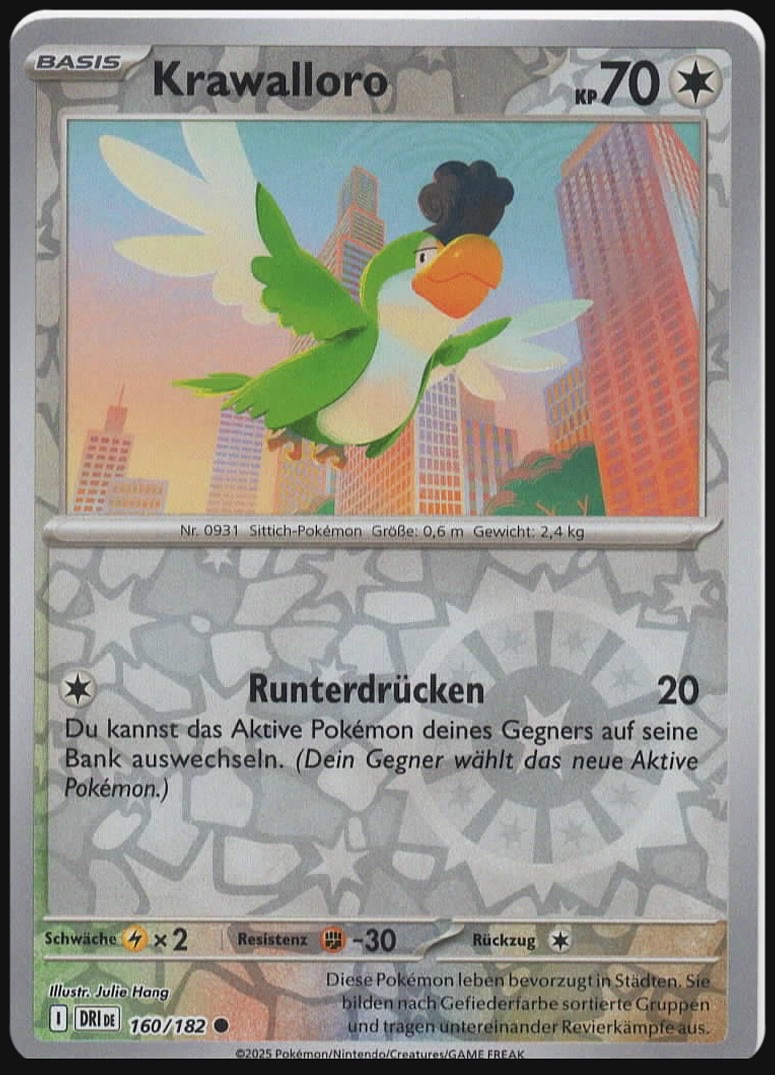 BASIS
Krawalloro
KP 70
Nr. 0931 Sittich-Pokémon Größe: 0,6 m Gewicht: 2,4 kg
Runterdrücken 20
Du kannst das Aktive Pokémon deines Gegners auf seine
Bank auswechseln. (Dein Gegner wählt das neue Aktive
Pokémon.)
Schwäche ×2 Resistenz -30 Rückzug
Illustr. Julie Hang
Diese Pokémon leben bevorzugt in Städten. Sie
bilden nach Gefiederfarbe sortierte Gruppen
und tragen untereinander Revierkämpfe aus.
I DRI DE 160/182
©2025 Pokémon/Nintendo/Creatures/GAME FREAK